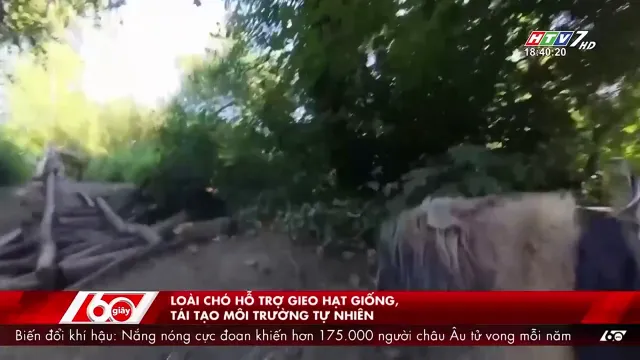 HTV7 HD
18:40:20
60 giây
LOÀI CHÓ HỖ TRỢ GIEO HẠT GIỐNG,
TÁI TẠO MÔI TRƯỜNG TỰ NHIÊN
Biến đổi khí hậu: Nắng nóng cực đoan khiến hơn 175.000 người châu Âu tử vong mỗi năm
60